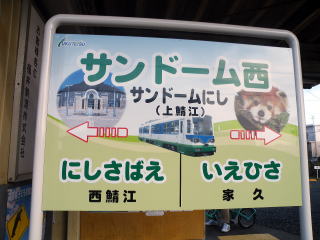 FUKUTETSU
サンドーム西
サンドームにし
(上鯖江)
にしさばえ
西鯖江
いえひさ
家久